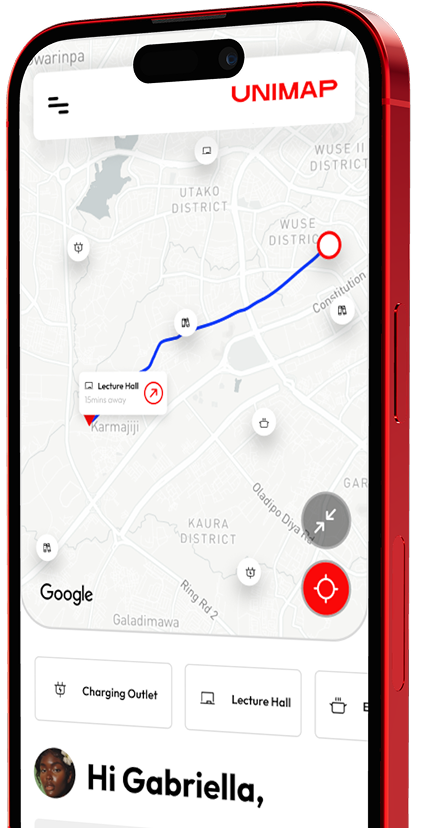 warinpa
UNIMAP
WUSE II
DISTRICT
UTAKO
DISTRICT
WUSE
DISTRIC
Constitution
Lecture Hall
15mins away
Karmajiji
GAR
Oladipo Diya Rd
KAURA
DISTRICT
Google
Ring Rd 2
Galadimawa
Charging Outlet
Lecture Hall
E
Hi Gabriella,